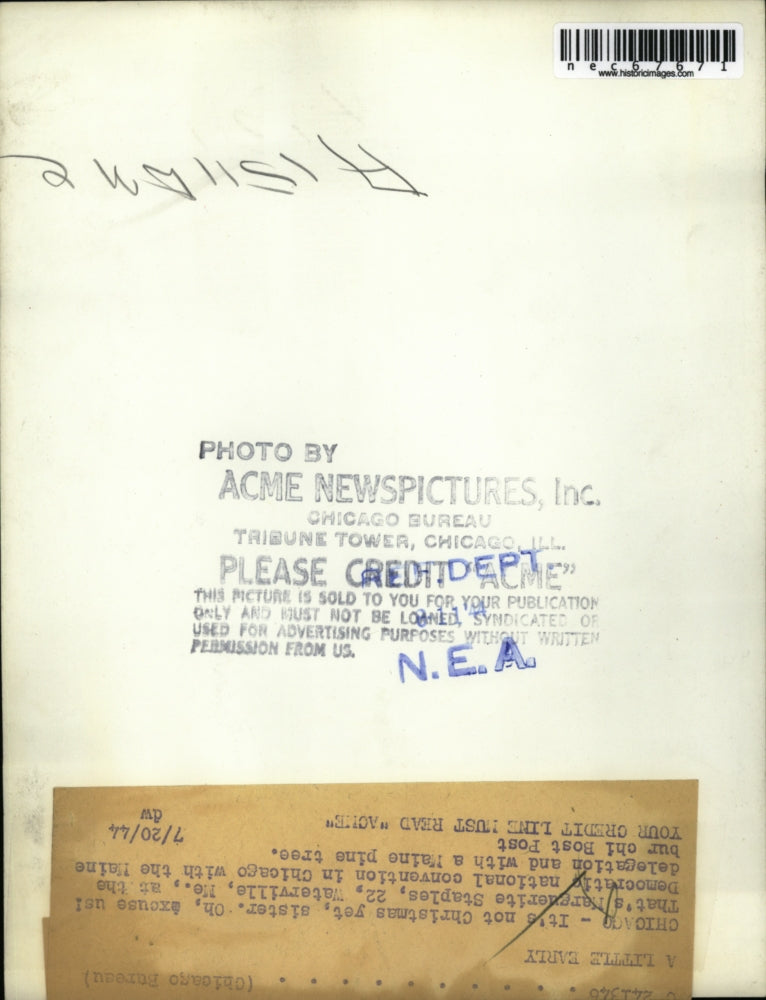 nec67671
www.historicimages.com
PHOTO BY
ACME NEWSPICTURES, Inc.
CHICAGO BUREAU
TRIBUNE TOWER, CHICAGO, ILL.
PLEASE CREDIT "ACME"
REF. DEPT.
THIS PICTURE IS SOLD TO YOU FOR YOUR PUBLICATION
ONLY AND MUST NOT BE LOANED, SYNDICATED OR
USED FOR ADVERTISING PURPOSES WITHOUT WRITTEN
PERMISSION FROM US.
N.E.A.
(Chicago Bureau)
A LITTLE EARLY
CHICAGO - It's not Christmas yet, sister. Oh, excuse us!
That's Marguerite Staples, 22, Waterville, Me., at the
Democratic national convention in Chicago with the Maine
delegation and with a Maine pine tree.
bur chi Bost Post
YOUR CREDIT LINE MUST READ "ACME"
7/20/44
dw